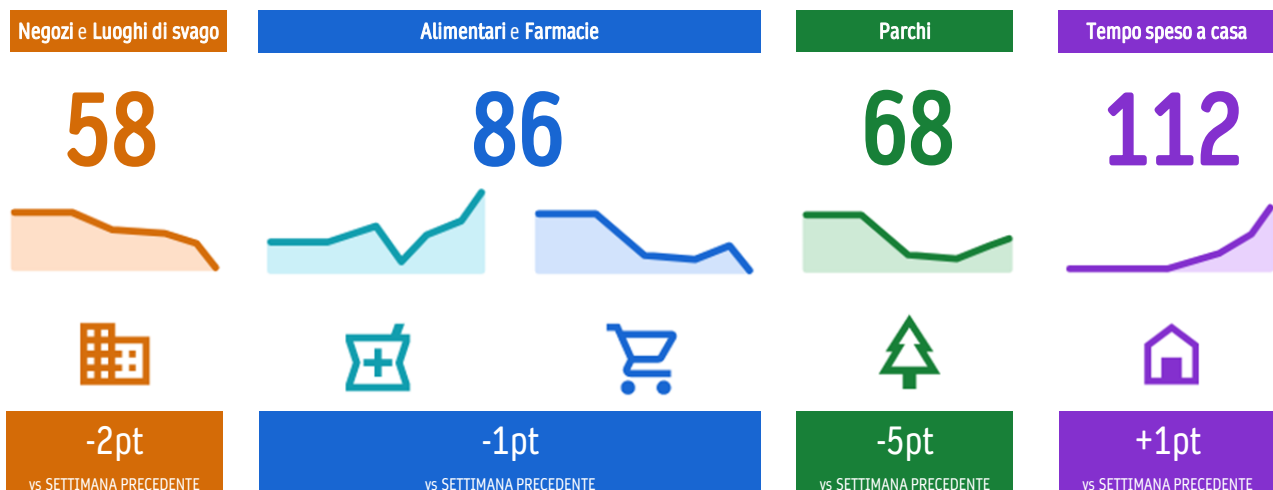 Negozi e Luoghi di svago
Alimentari e Farmacie
Parchi
Tempo speso a casa
58
86
68
112
-2pt
-1pt
-5pt
+1pt
vs SETTIMANA PRECEDENTE
vs SETTIMANA PRECEDENTE
vs SETTIMANA PRECEDENTE
vs SETTIMANA PRECEDENTE